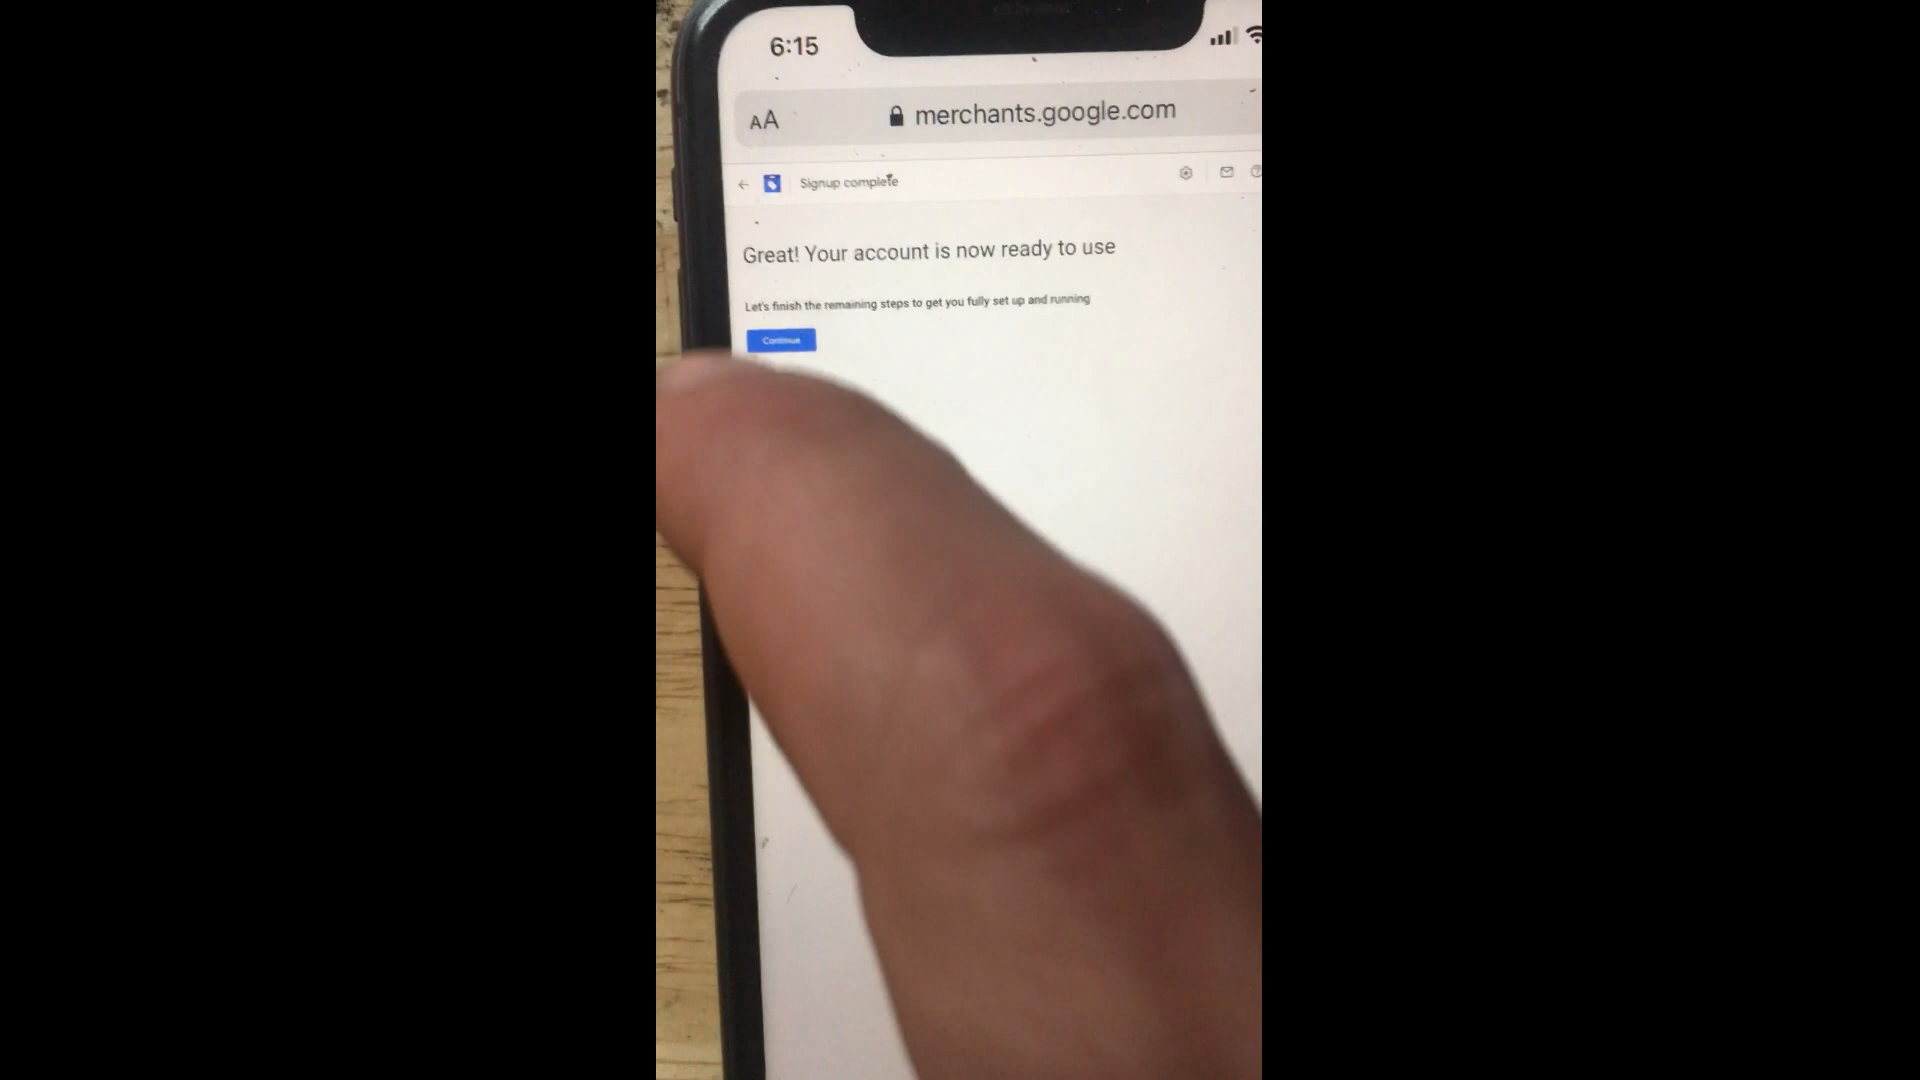 6:15
AA merchants.google.com
Signup complete
Great! Your account is now ready to use
Let's finish the remaining steps to get you fully set up and running
Continue